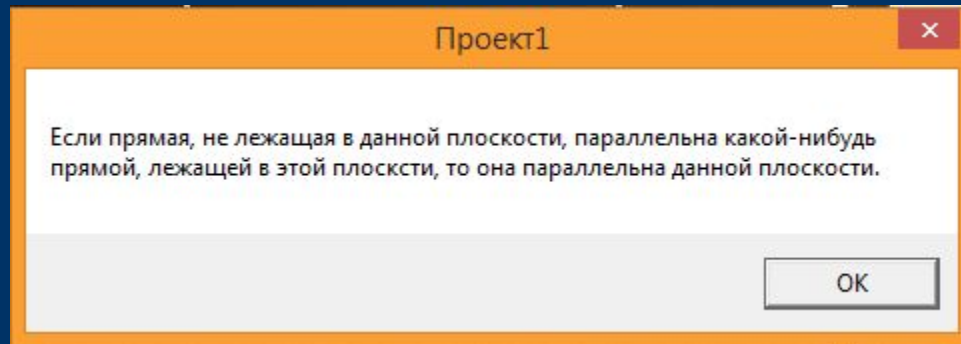 Проект1
Если прямая, не лежащая в данной плоскости, параллельна какой-нибудь
прямой, лежащей в этой плосксти, то она параллельна данной плоскости.
OK